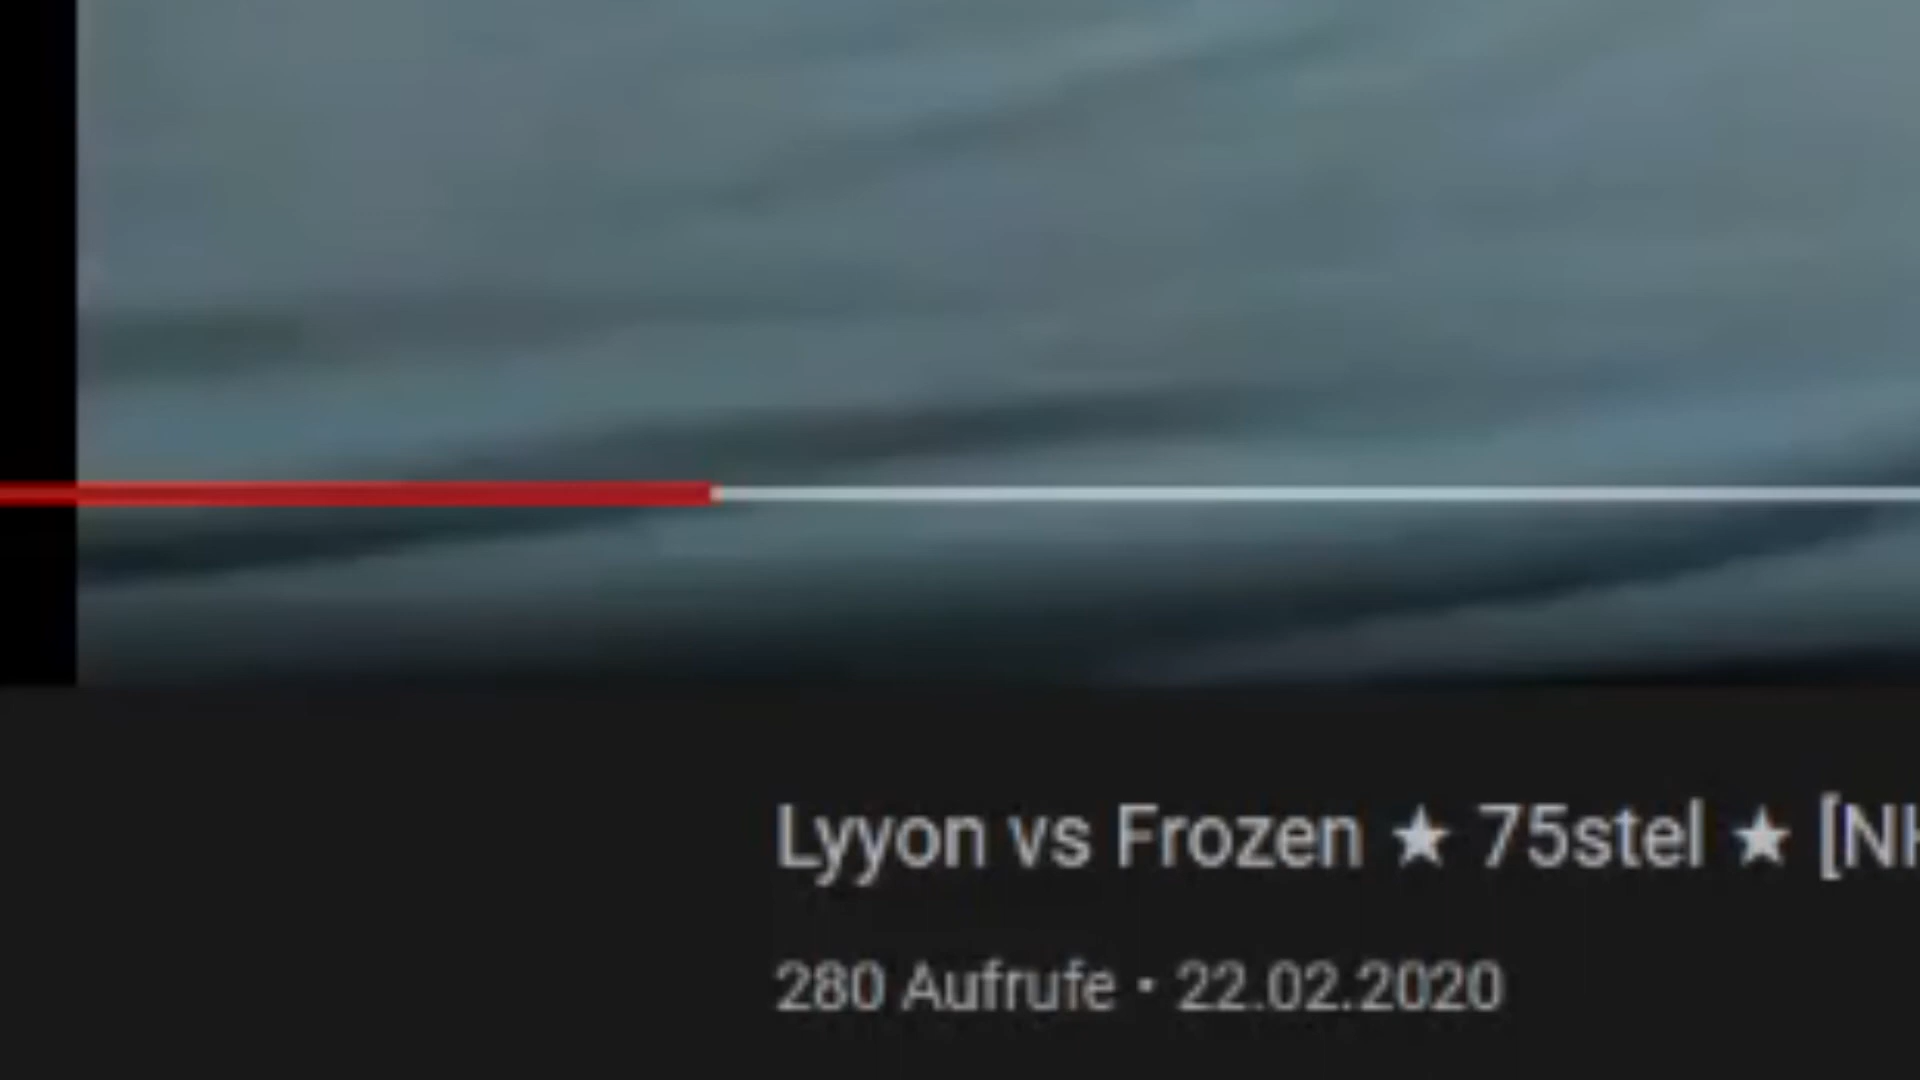 Lyyon vs Frozen ★ 75stel ★
280 Aufrufe • 22.02.2020